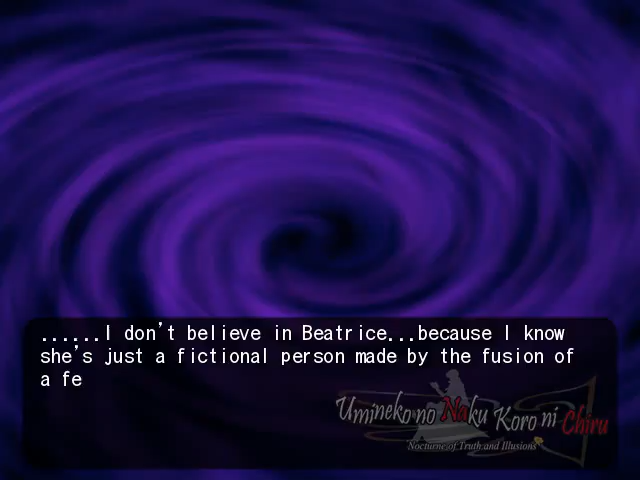 ......I don't believe in Beatrice...because I know
she's just a fictional person made by the fusion of
a fe
Umineko no Naku Koro ni Chiru
Nocturne of Truth and Illusions